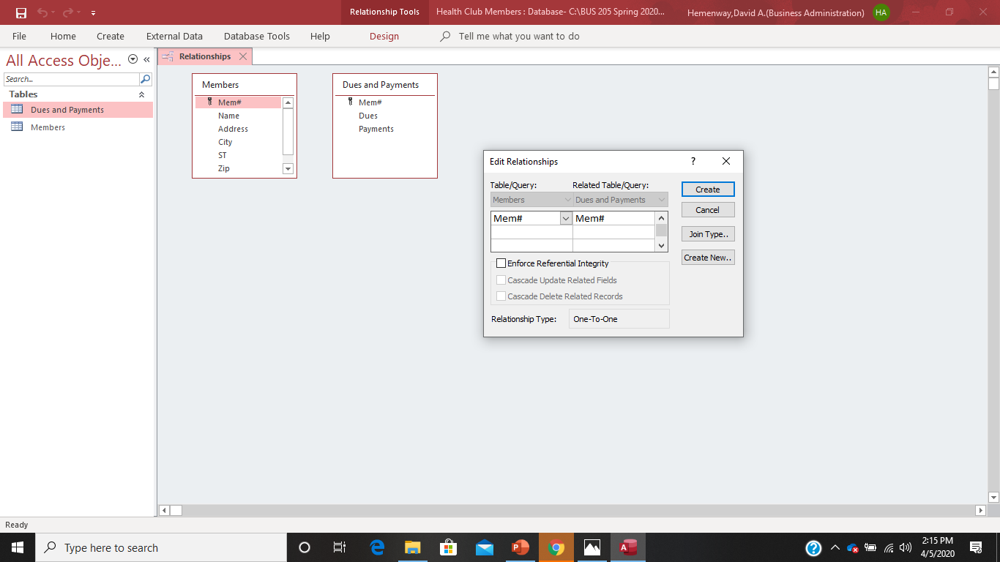 Relationship Tools Health Club Members : Database- C:\BUS 205 Spring 2020... Hemenway,David A.(Business Administration) HA
File Home Create External Data Database Tools Help Design Tell me what you want to do
All Access Obje...
Search...
Tables
Dues and Payments
Members
Relationships
Members
Mem#
Name
Address
City
ST
Zip
Dues and Payments
Mem#
Dues
Payments
Edit Relationships ?
Table/Query: Related Table/Query:
Members Dues and Payments
Mem# Mem#
Enforce Referential Integrity
Cascade Update Related Fields
Cascade Delete Related Records
Relationship Type: One-To-One
Create
Cancel
Join Type..
Create New..
Ready
Type here to search
2:15 PM
4/5/2020